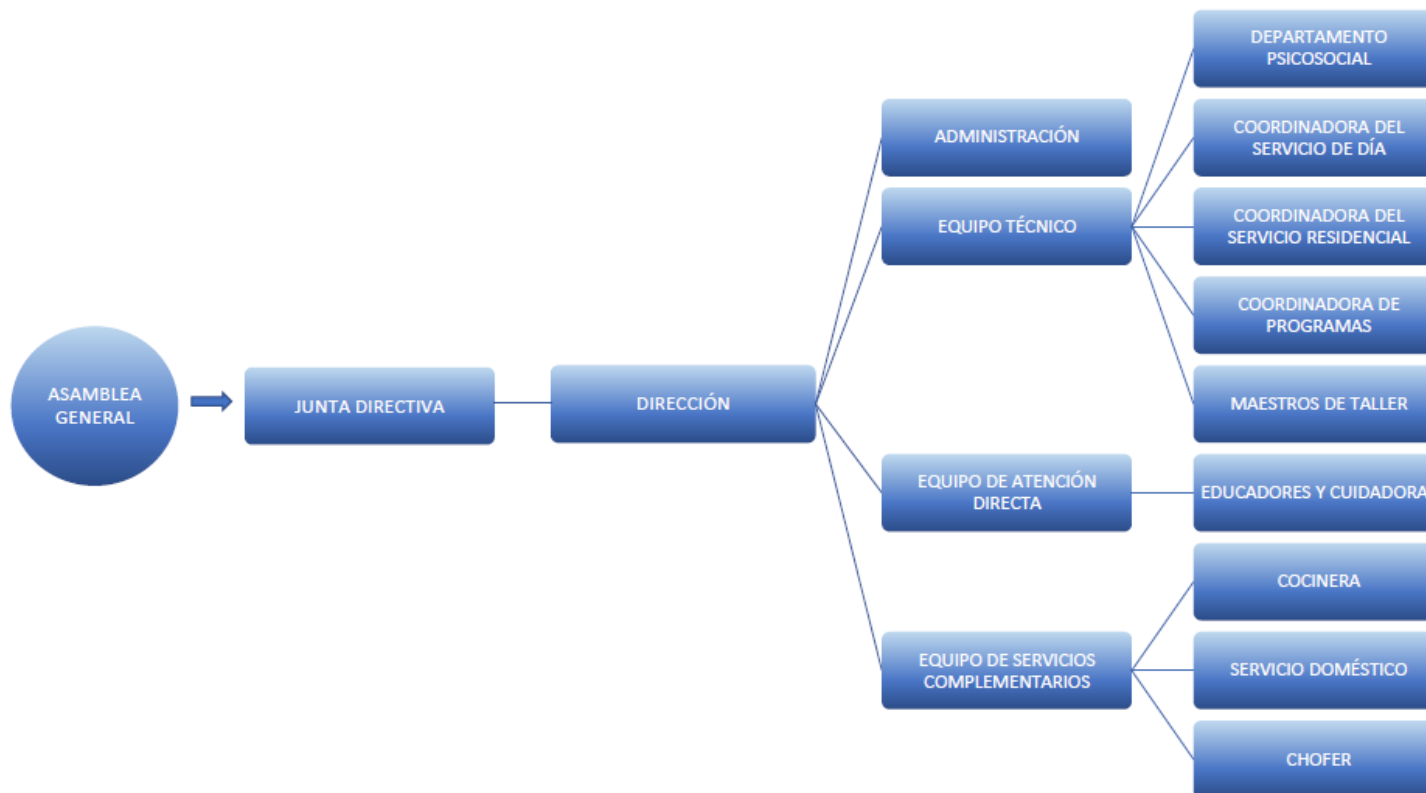 ASAMBLEA
GENERAL
JUNTA DIRECTIVA
DIRECCIÓN
ADMINISTRACIÓN
EQUIPO TÉCNICO
DEPARTAMENTO
PSICOSOCIAL
COORDINADORA DEL
SERVICIO DE DÍA
COORDINADORA DEL
SERVICIO RESIDENCIAL
COORDINADORA DE
PROGRAMAS
MAESTROS DE TALLER
EQUIPO DE ATENCIÓN
DIRECTA
EDUCADORES Y CUIDADORA
EQUIPO DE SERVICIOS
COMPLEMENTARIOS
COCINERA
SERVICIO DOMÉSTICO
CHOFER